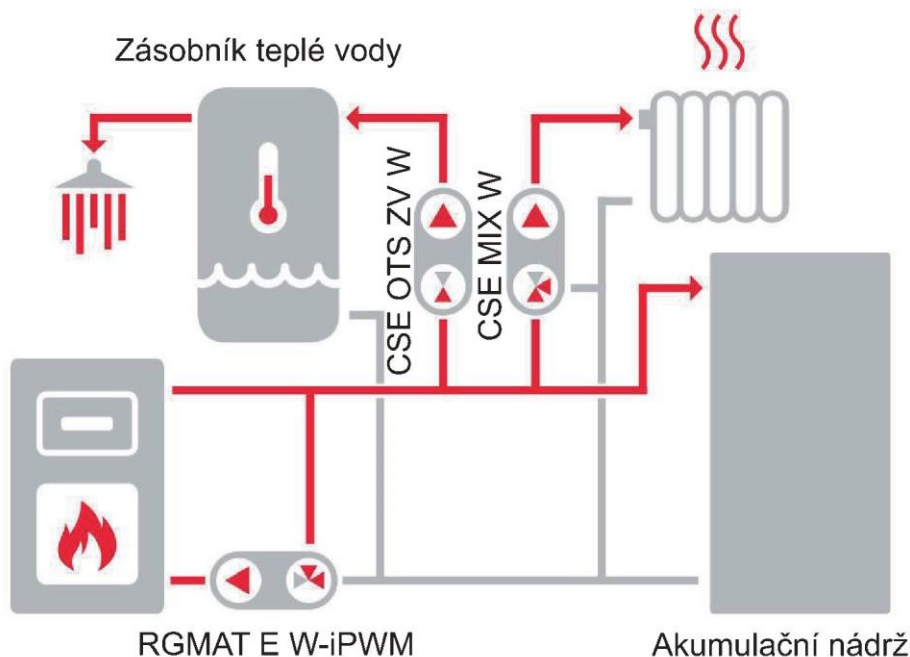 Zásobník teplé vody
CSE OTS ZV W
CSE MIX W
RGMAT E W-iPWM
Akumulační nádrž